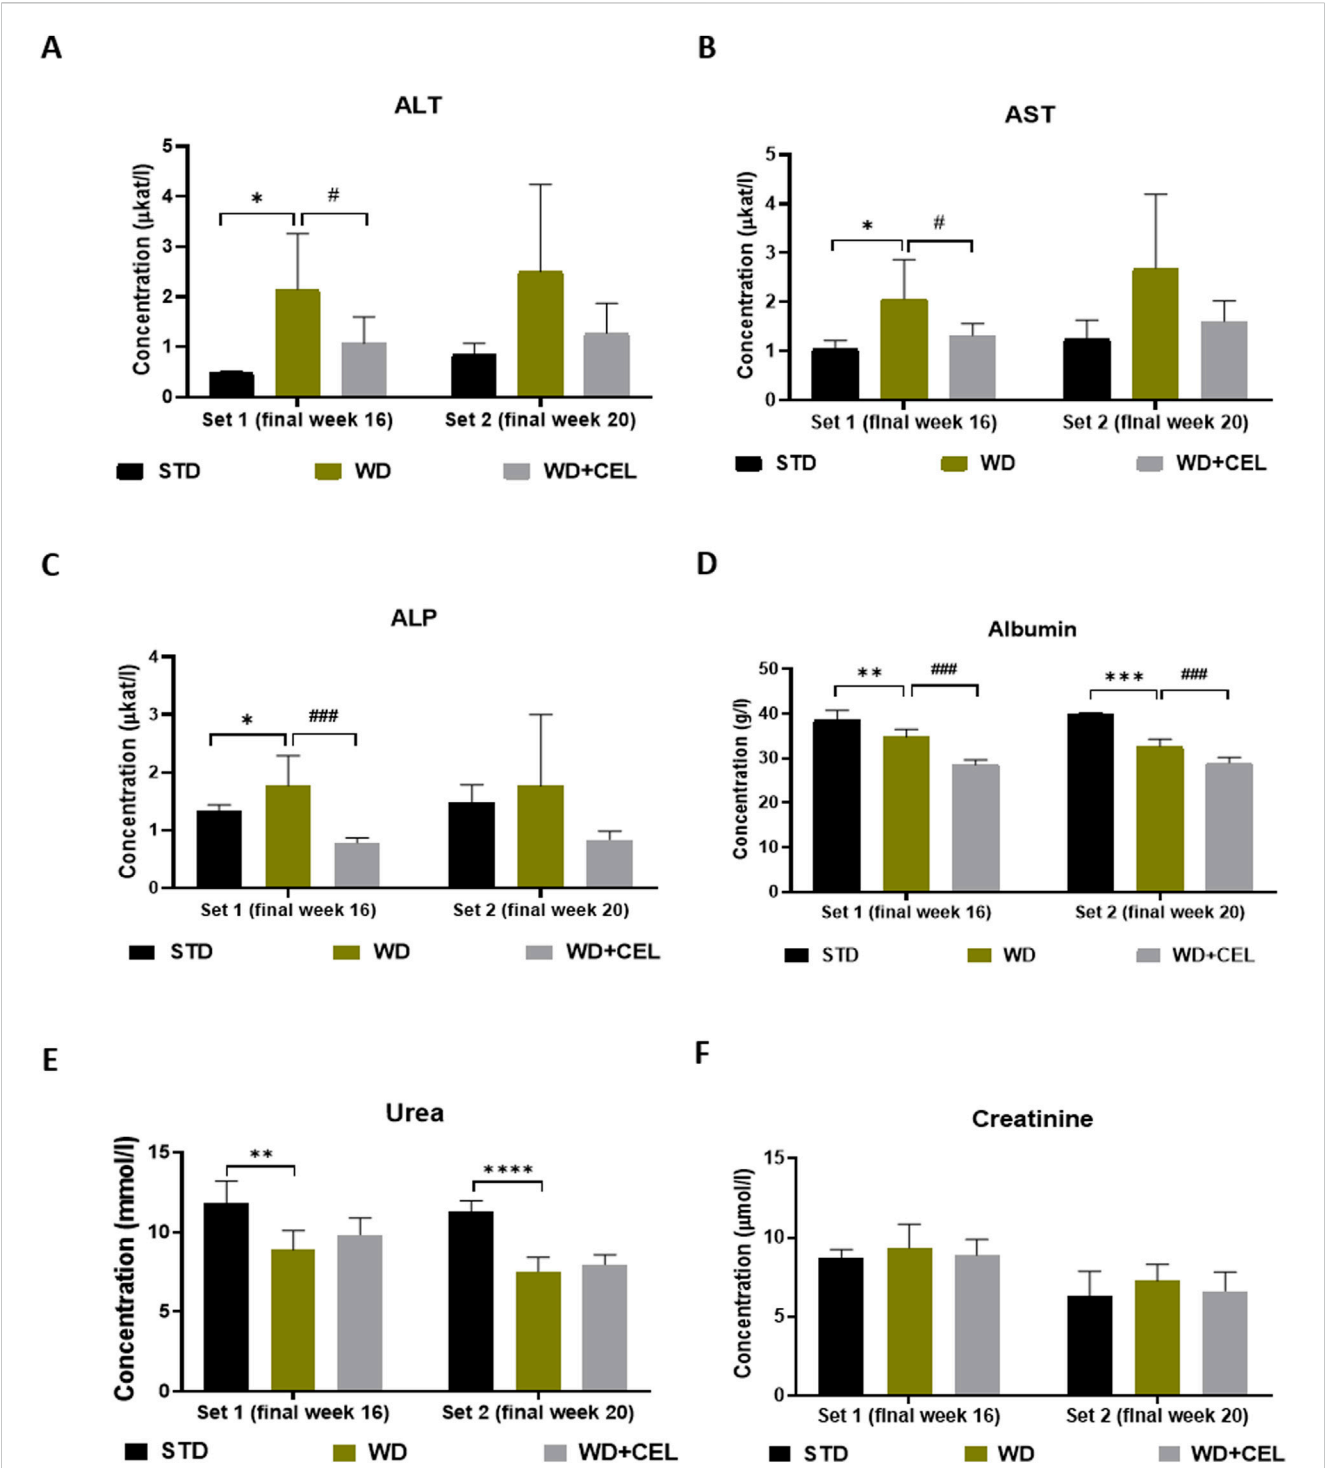 A
ALT
Concentration (µkat/l)
5
4
3
2
1
0
* #
Set 1 (final week 16) Set 2 (final week 20)
STD WD WD+CEL
B
AST
Concentration (µkat/l)
5
4
3
2
1
0
* #
Set 1 (final week 16) Set 2 (final week 20)
STD WD WD+CEL
C
ALP
Concentration (µkat/l)
4
3
2
1
0
* ###
Set 1 (final week 16) Set 2 (final week 20)
STD WD WD+CEL
D
Albumin
Concentration (g/l)
50
40
30
20
10
0
** ### *** ###
Set 1 (final week 16) Set 2 (final week 20)
STD WD WD+CEL
E
Urea
Concentration (mmol/l)
15
10
5
0
** ****
Set 1 (final week 16) Set 2 (final week 20)
STD WD WD+CEL
F
Creatinine
Concentration (µmol/l)
15
10
5
0
Set 1 (final week 16) Set 2 (final week 20)
STD WD WD+CEL